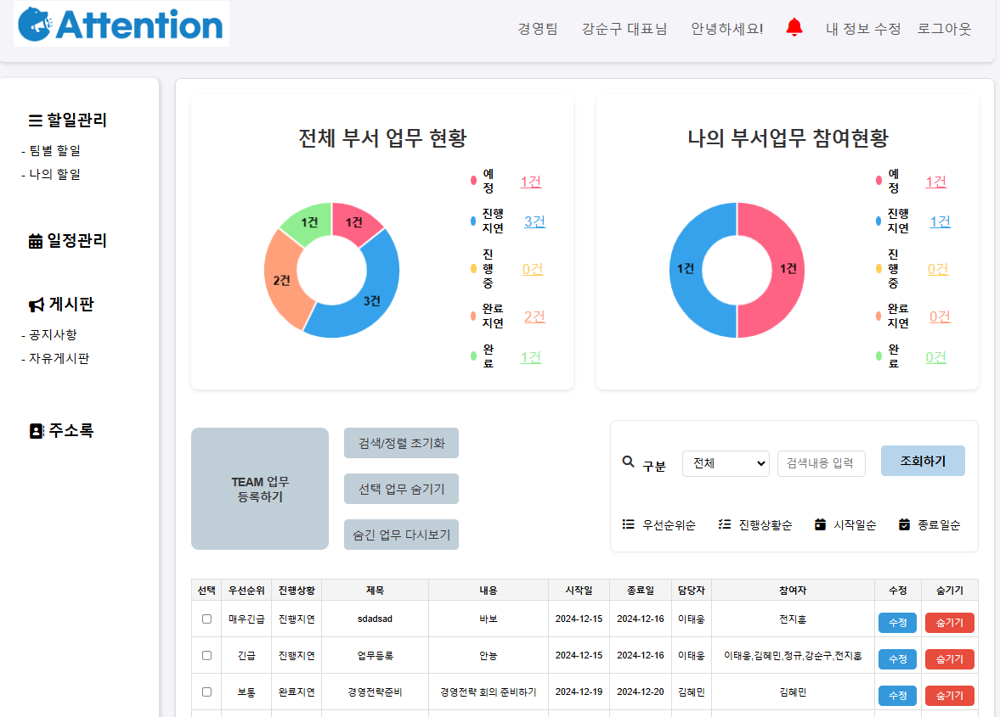 Attention
경영팀 강순구 대표님 안녕하세요! 내 정보 수정 로그아웃
할일관리
- 팀별 할일
- 나의 할일
일정관리
게시판
- 공지사항
- 자유게시판
주소록
전체 부서 업무 현황
1건 1건
2건
3건
예
정
1건
진행
지연
3건
진
행
중
0건
완료
지연
2건
완
료
1건
나의 부서업무 참여현황
1건 1건
예
정
1건
진행
지연
1건
진
행
중
0건
완료
지연
0건
완
료
0건
TEAM 업무
등록하기
검색/정렬 초기화
선택 업무 숨기기
숨긴 업무 다시보기
구분 전체 검색내용 입력 조회하기
우선순위순 진행상황순 시작일순 종료일순
선택 우선순위 진행상황 제목 내용 시작일 종료일 담당자 참여자 수정 숨기기
매우긴급 진행지연 sdadsad 바보 2024-12-15 2024-12-16 이태웅 전지훈 수정 숨기기
긴급 진행지연 업무등록 안뇽 2024-12-15 2024-12-16 이태웅 이태웅,김혜민,정규,강순구,전지훈 수정 숨기기
보통 완료지연 경영전략준비 경영전략 회의 준비하기 2024-12-19 2024-12-20 김혜민 김혜민 수정 숨기기